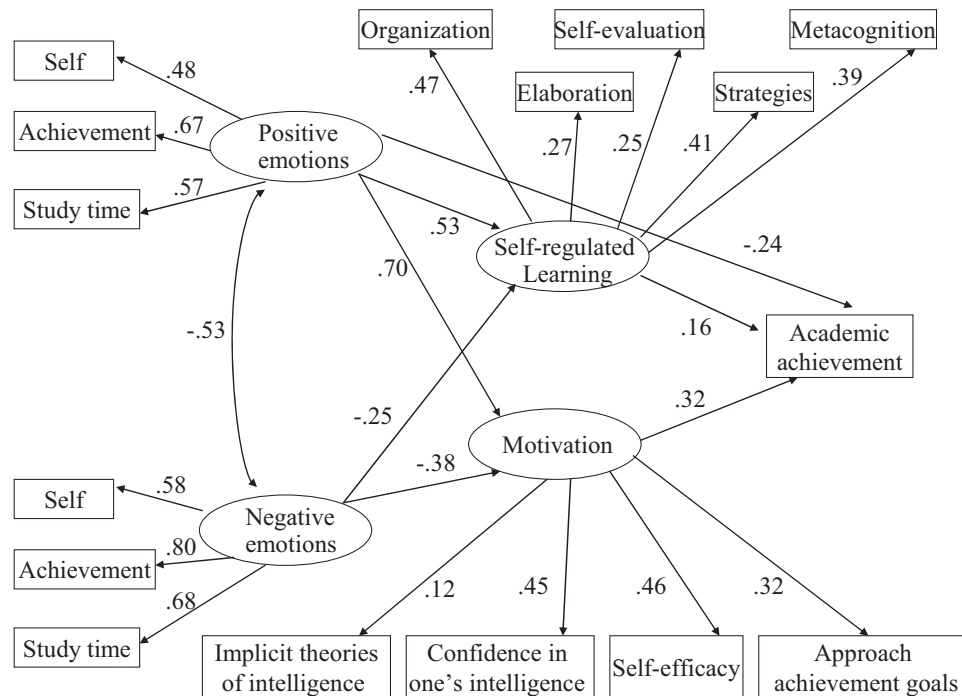 Organization
Self-evaluation
Metacognition
Self
.48
.47
Elaboration
Strategies
.39
Achievement
.67
Positive
emotions
.27
.25
.41
Study time
.57
.53
Self-regulated
Learning
-.24
.70
.16
Academic
achievement
-.53
-.25
.32
Motivation
-.38
Self
.58
Negative
emotions
Achievement
.80
.68
Study time
.12
.45
.46
.32
Implicit theories
of intelligence
Confidence in
one's intelligence
Self-efficacy
Approach
achievement goals